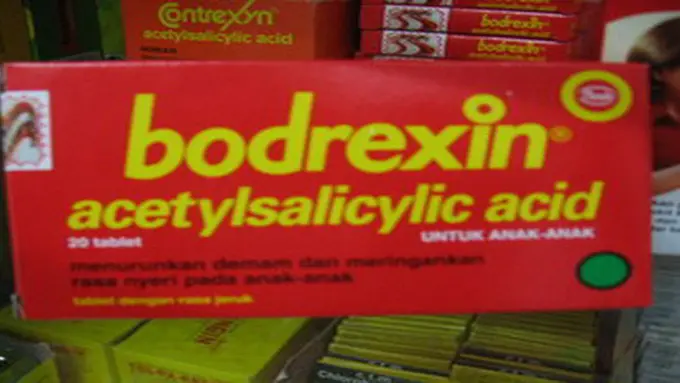 Contrexyn
acetylsalicylic acid
bodrexin
bodrexin
bodrexin®
acetylsalicylic acid
20 tablet
UNTUK ANAK-ANAK
menurunkan demam dan meringankan
rasa nyeri pada anak-anak
tablet dengan rasa jeruk